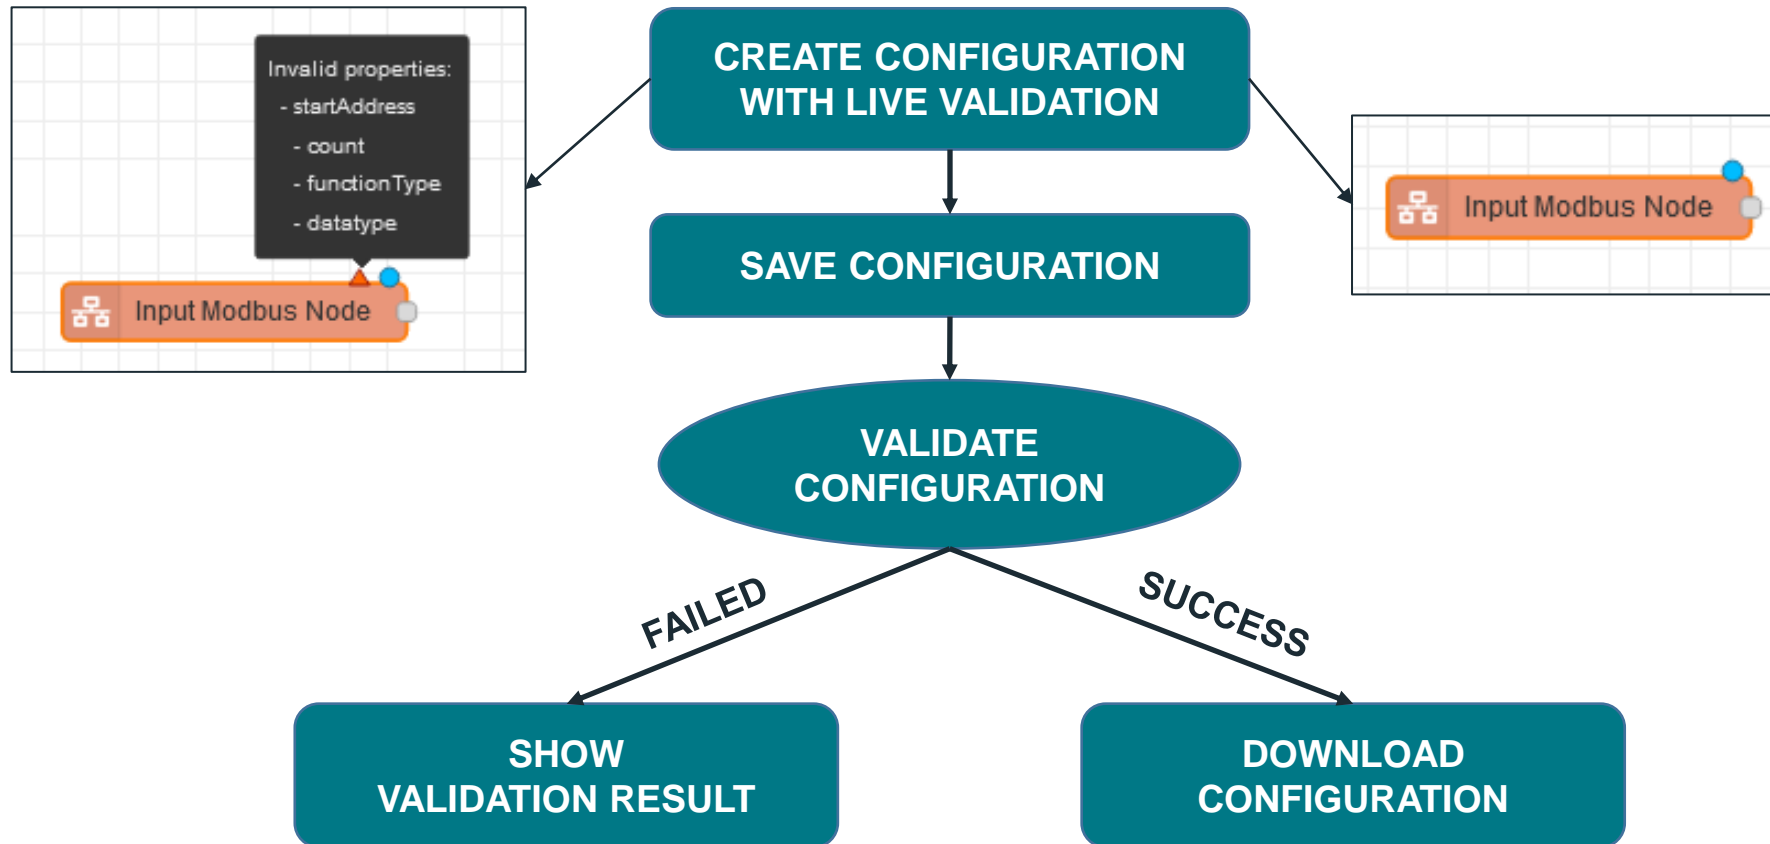 Invalid properties:
- startAddress
- count
- functionType
- datatype
Input Modbus Node
CREATE CONFIGURATION
WITH LIVE VALIDATION
Input Modbus Node
SAVE CONFIGURATION
VALIDATE
CONFIGURATION
FAILED
SUCCESS
SHOW
VALIDATION RESULT
DOWNLOAD
CONFIGURATION